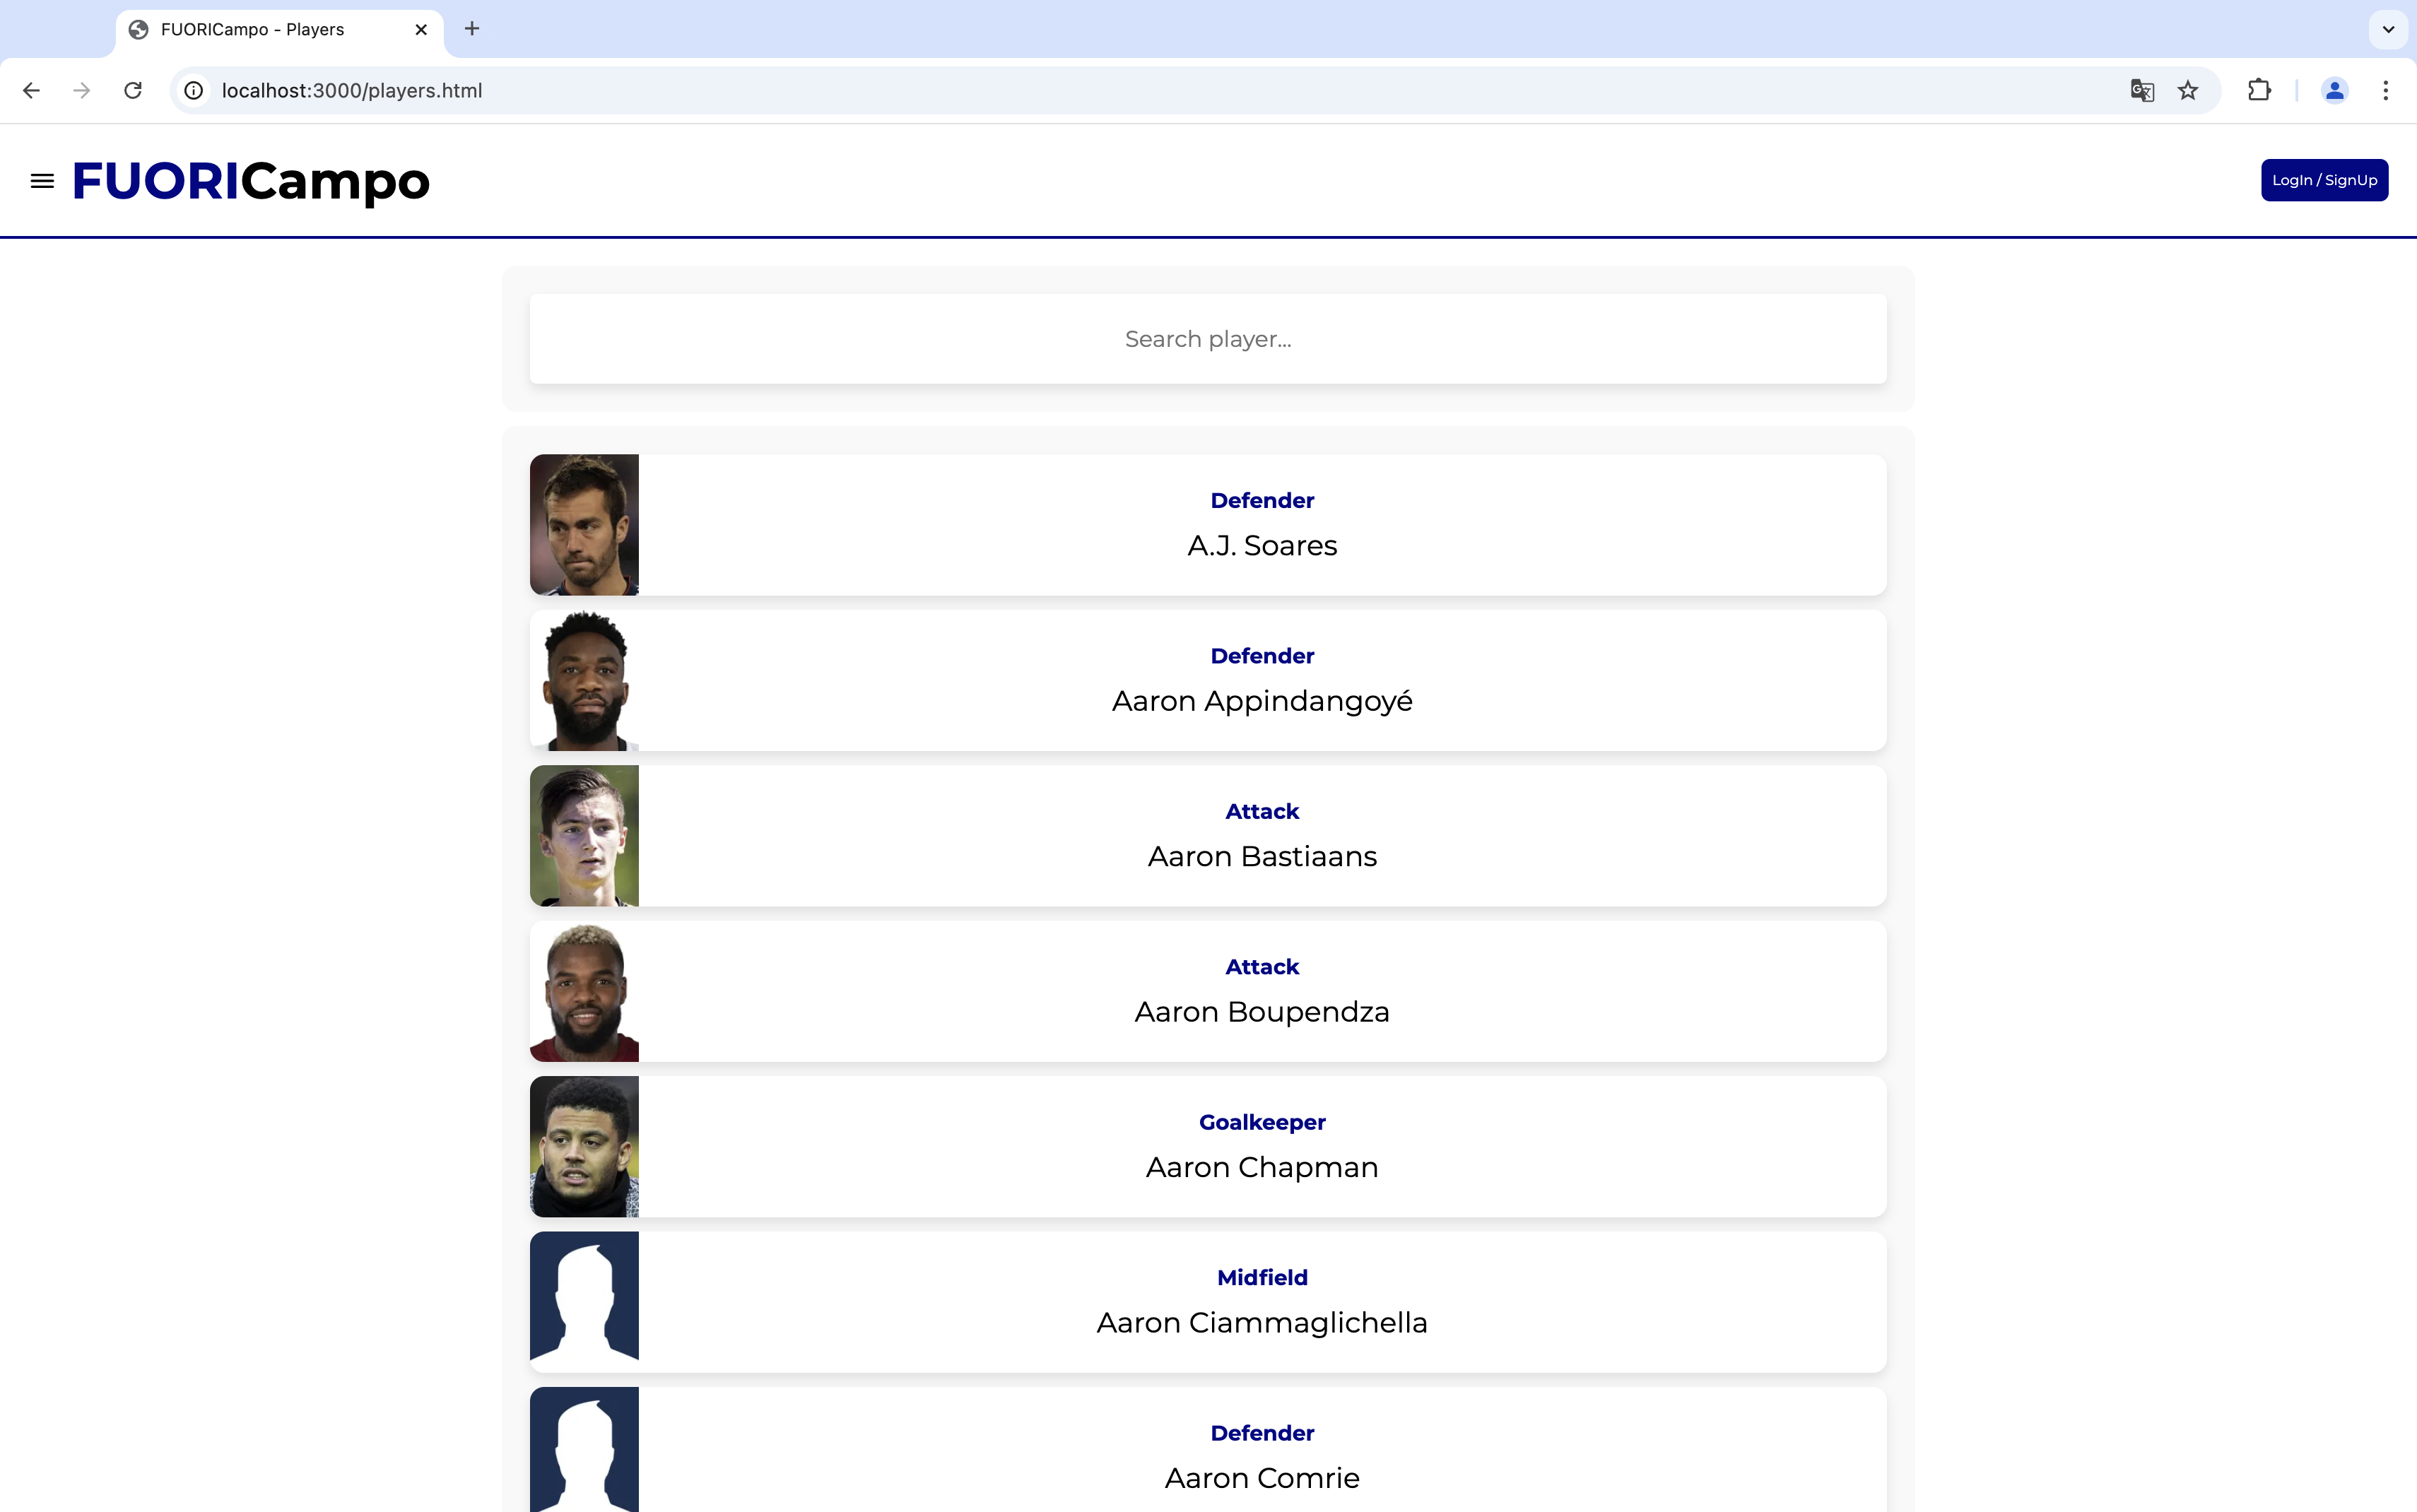 FUORICampo - Players
localhost:3000/players.html
FUORICampo
LogIn / SignUp
Search player...
Defender
A.J. Soares
Defender
Aaron Appindangoyé
Attack
Aaron Bastiaans
Attack
Aaron Boupendza
Goalkeeper
Aaron Chapman
Midfield
Aaron Ciammaglichella
Defender
Aaron Comrie